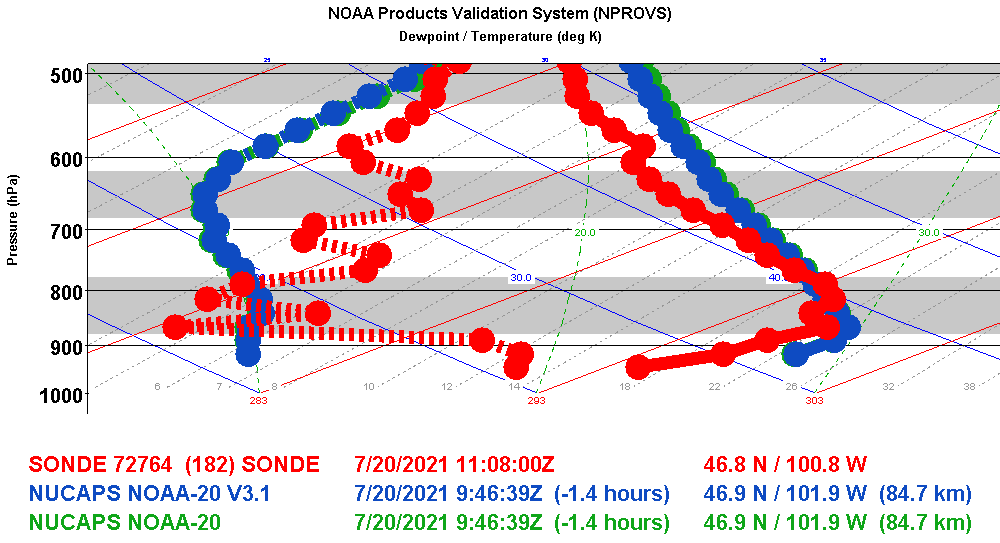 NOAA Products Validation System (NPROVS)
Dewpoint / Temperature (deg K)
25 30 35
500
600
700 20.0 30.0
800 30.0 40.
900
1000
6 7 8 10 12 14 18 22 26 32 38
283 293 303
Pressure (hPa)
SONDE 72764 (182) SONDE 7/20/2021 11:08:00Z 46.8 N / 100.8 W
NUCAPS NOAA-20 V3.1 7/20/2021 9:46:39Z (-1.4 hours) 46.9 N / 101.9 W (84.7 km)
NUCAPS NOAA-20 7/20/2021 9:46:39Z (-1.4 hours) 46.9 N / 101.9 W (84.7 km)